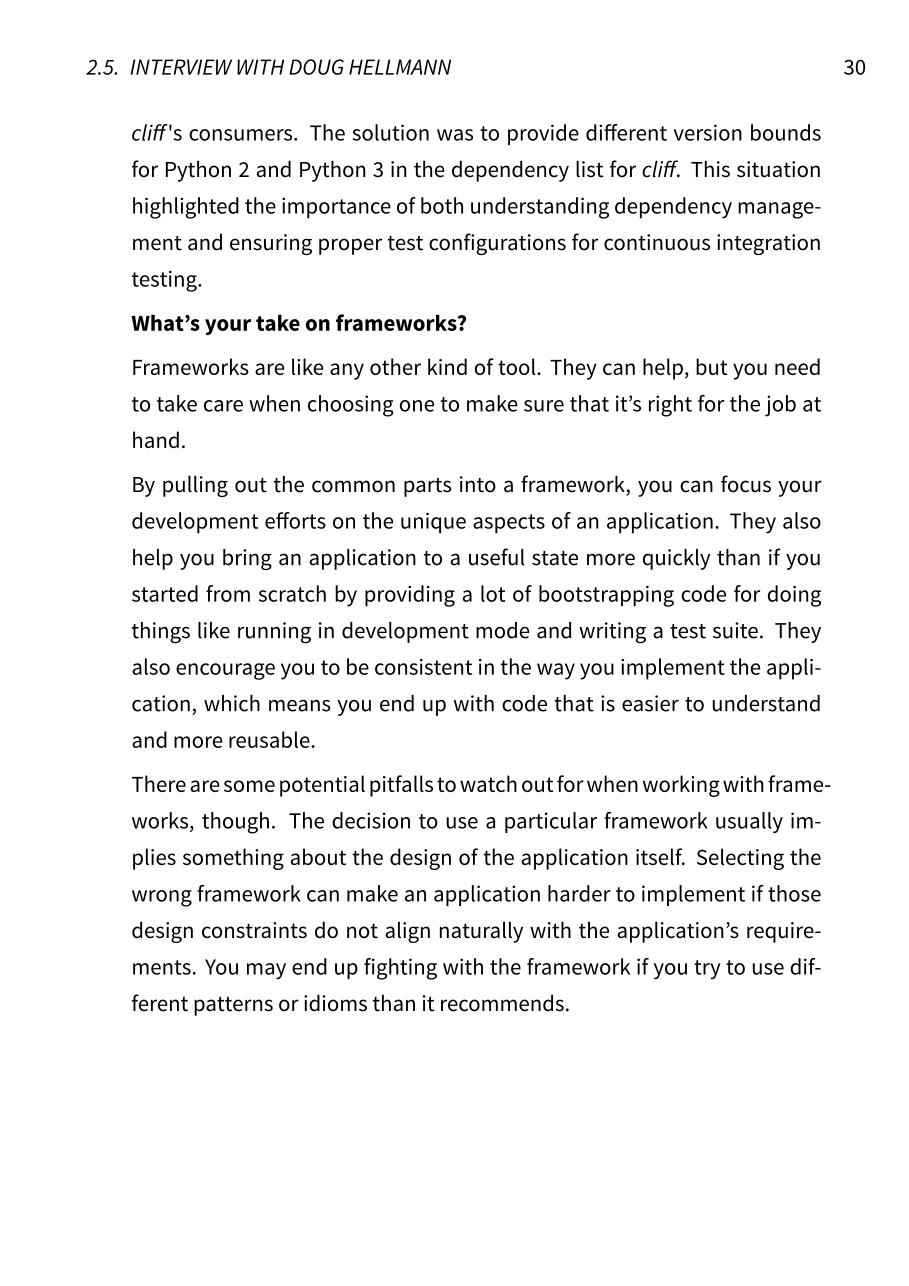 2.5. INTERVIEW WITH DOUG HELLMANN 30
cliff's consumers. The solution was to provide different version bounds
for Python 2 and Python 3 in the dependency list for cliff. This situation
highlighted the importance of both understanding dependency manage-
ment and ensuring proper test configurations for continuous integration
testing.
What’s your take on frameworks?
Frameworks are like any other kind of tool. They can help, but you need
to take care when choosing one to make sure that it’s right for the job at
hand.
By pulling out the common parts into a framework, you can focus your
development efforts on the unique aspects of an application. They also
help you bring an application to a useful state more quickly than if you
started from scratch by providing a lot of bootstrapping code for doing
things like running in development mode and writing a test suite. They
also encourage you to be consistent in the way you implement the appli-
cation, which means you end up with code that is easier to understand
and more reusable.
There are some potential pitfalls to watch out for when working with frame-
works, though. The decision to use a particular framework usually im-
plies something about the design of the application itself. Selecting the
wrong framework can make an application harder to implement if those
design constraints do not align naturally with the application’s require-
ments. You may end up fighting with the framework if you try to use dif-
ferent patterns or idioms than it recommends.